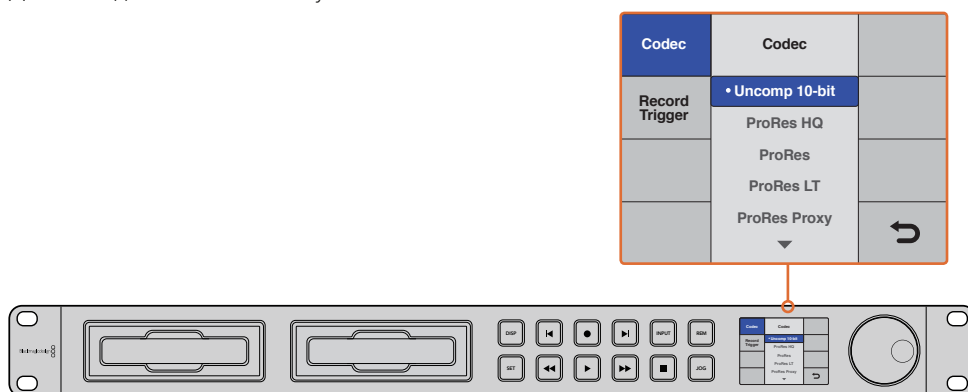 Codec
Codec
Record
Trigger
• Uncomp 10-bit
ProRes HQ
ProRes
ProRes LT
ProRes Proxy
DISP
INPUT
REM
SET
JOG
Codec
Codec
Record
Trigger
• Uncomp 10-bit
ProRes HQ
ProRes
ProRes LT
ProRes Proxy